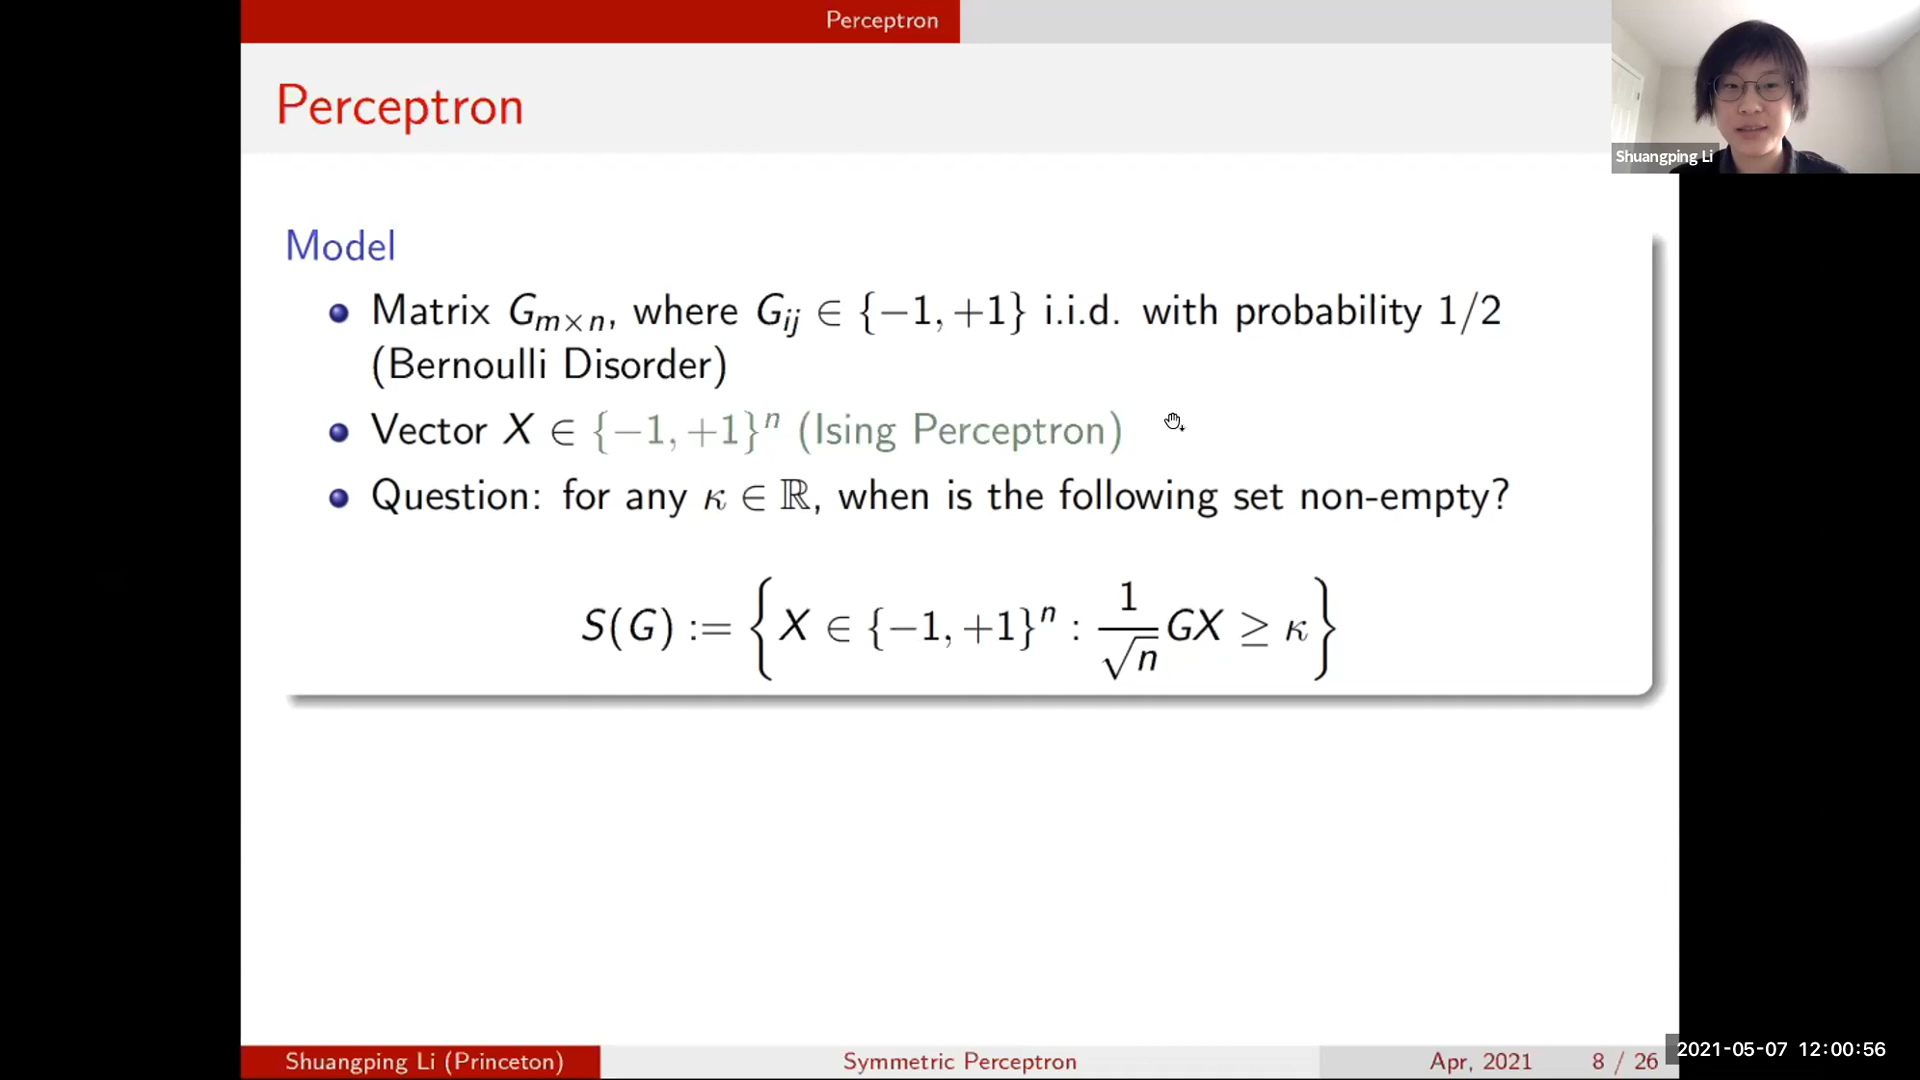 Perceptron
Perceptron
Shuangping Li
Model
Matrix G_{m×n}, where G_{ij} ∈ {−1, +1} i.i.d. with probability 1/2
(Bernoulli Disorder)
Vector X ∈ {−1, +1}^n (Ising Perceptron)
Question: for any κ ∈ ℝ, when is the following set non-empty?
S(G) := { X ∈ {−1, +1}^n : \frac{1}{\sqrt{n}} GX ≥ κ }
Shuangping Li (Princeton) Symmetric Perceptron Apr, 2021 8 / 26
2021-05-07 12:00:56